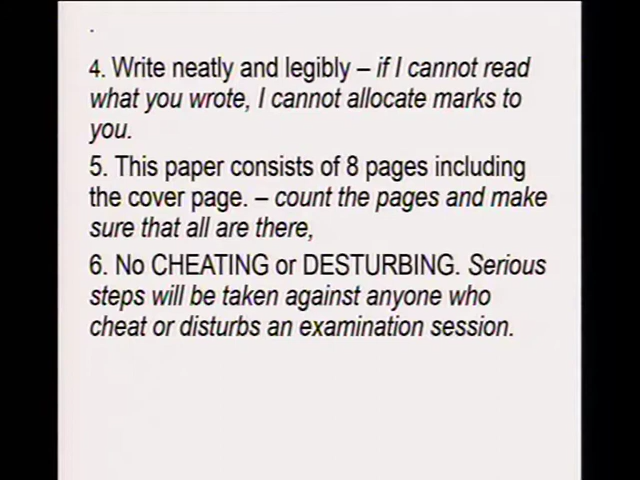 4. Write neatly and legibly – if I cannot read
what you wrote, I cannot allocate marks to
you.
5. This paper consists of 8 pages including
the cover page. – count the pages and make
sure that all are there,
6. No CHEATING or DESTURBING. Serious
steps will be taken against anyone who
cheat or disturbs an examination session.